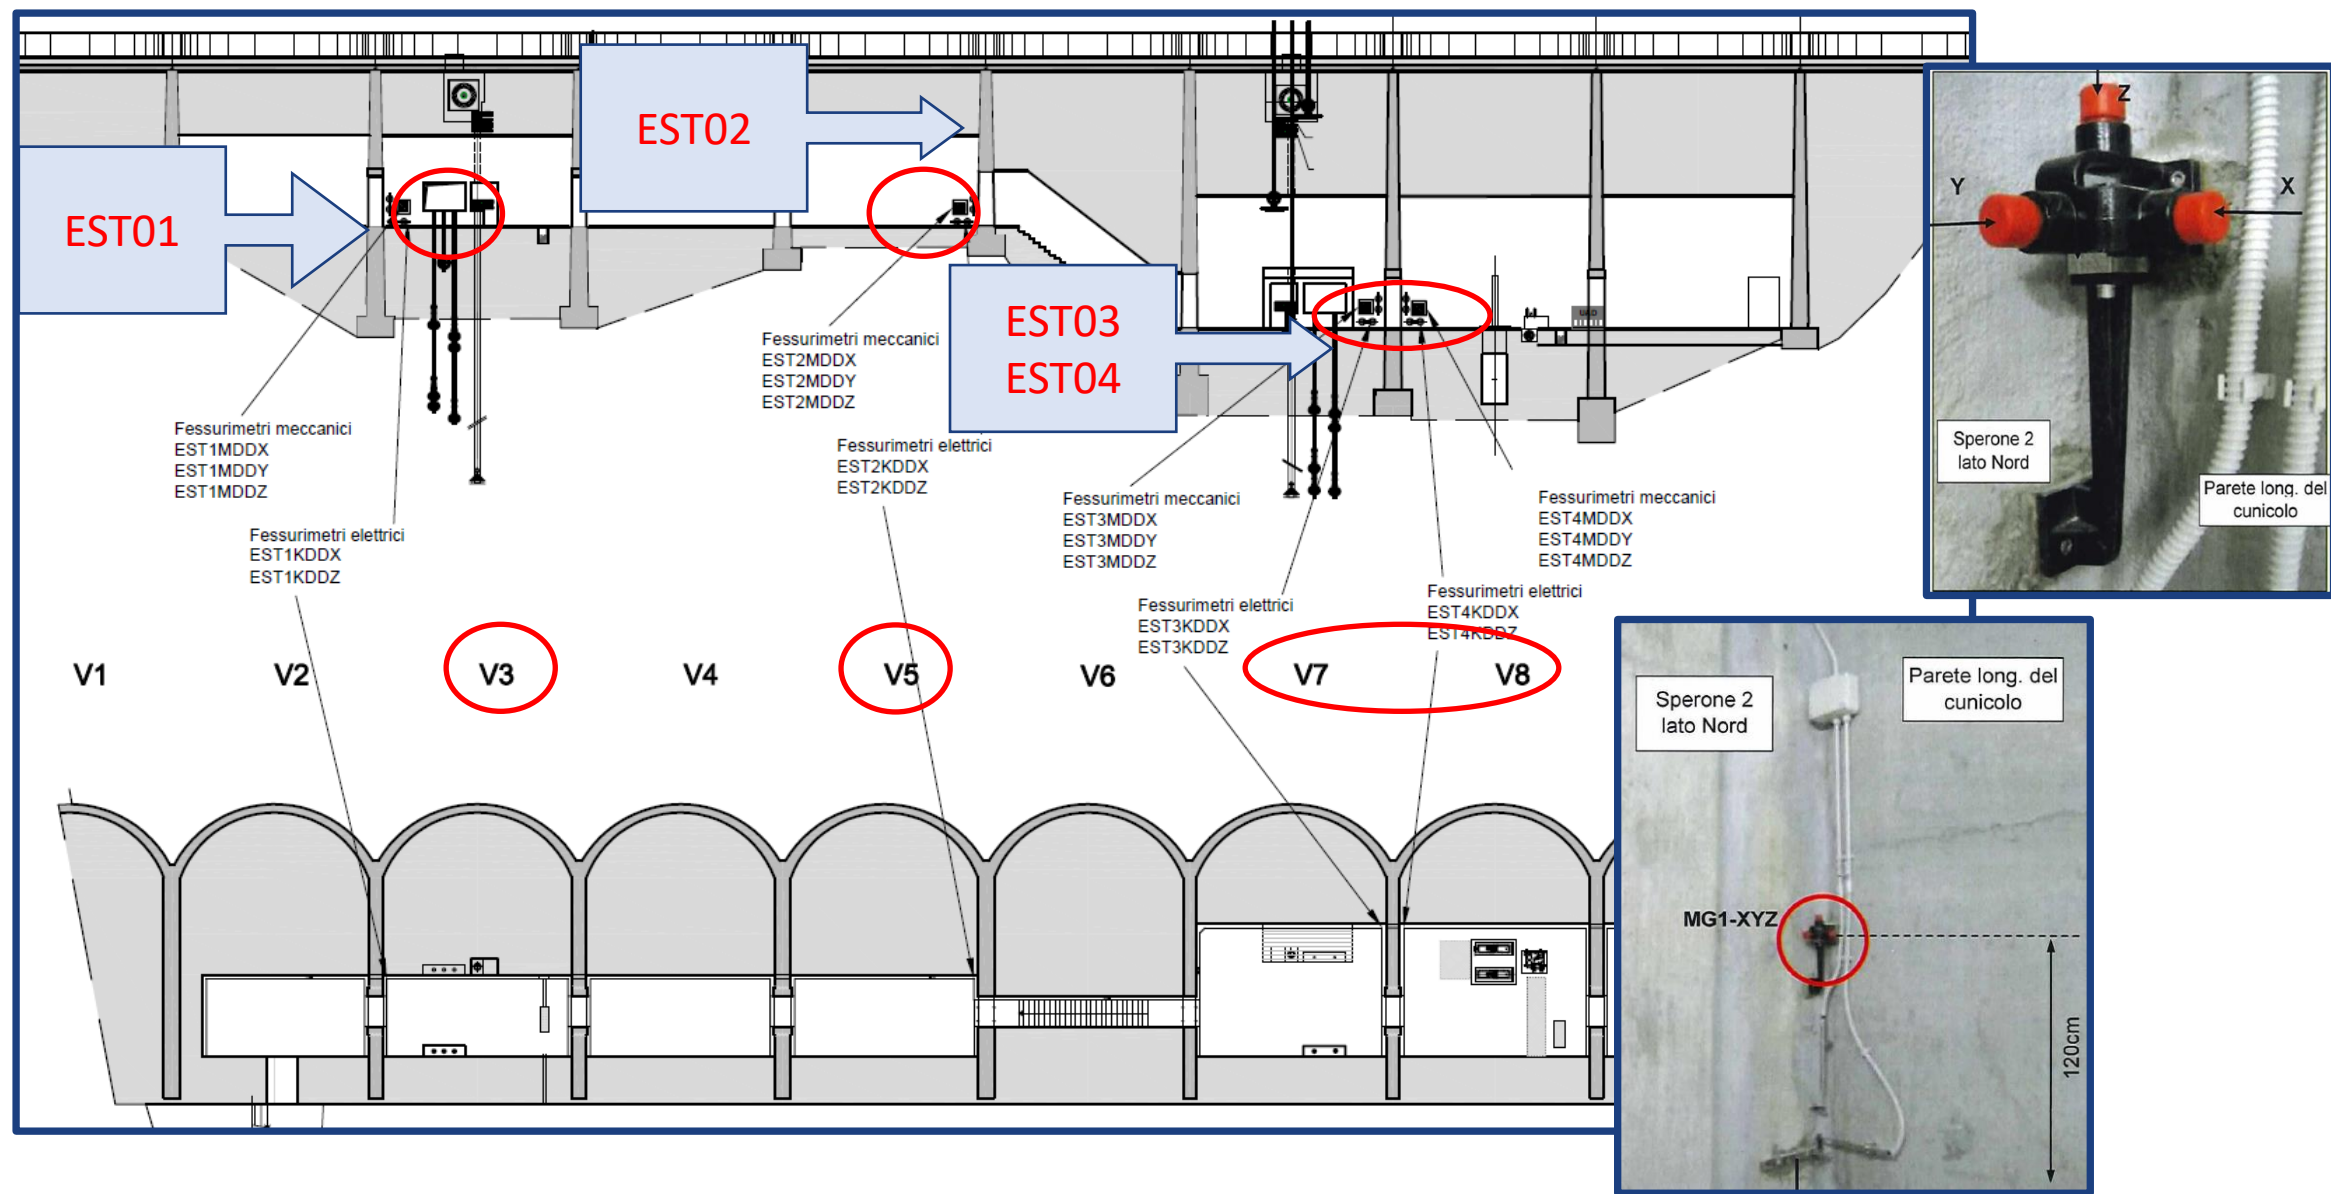 EST01
EST02
EST03
EST04
Fessurimetri meccanici
EST1MDDX
EST1MDDY
EST1MDDZ
Fessurimetri elettrici
EST1KDDX
EST1KDDZ
Fessurimetri meccanici
EST2MDDX
EST2MDDY
EST2MDDZ
Fessurimetri elettrici
EST2KDDX
EST2KDDZ
Fessurimetri meccanici
EST3MDDX
EST3MDDY
EST3MDDZ
Fessurimetri elettrici
EST3KDDX
EST3KDDZ
Fessurimetri meccanici
EST4MDDX
EST4MDDY
EST4MDDZ
Fessurimetri elettrici
EST4KDDX
EST4KDDZ
V1
V2
V3
V4
V5
V6
V7
V8
Z
Y
X
Sperone 2
lato Nord
Parete long. del
cunicolo
Sperone 2
lato Nord
Parete long. del
cunicolo
MG1-XYZ
120cm